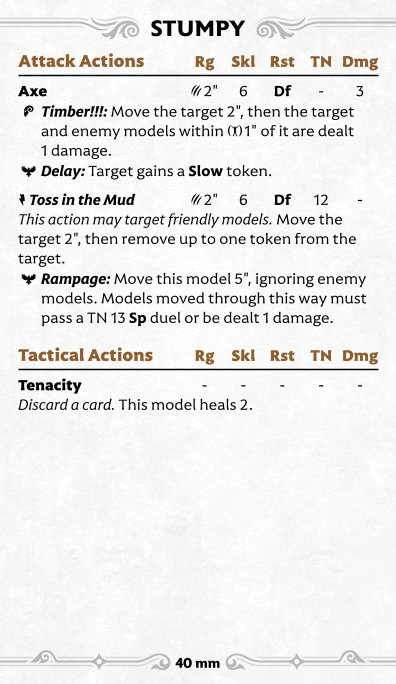 STUMPY
Attack Actions Rg Skl Rst TN Dmg
Axe 2" 6 Df - 3
Timber!!!: Move the target 2", then the target
and enemy models within 1" of it are dealt
1 damage.
Delay: Target gains a Slow token.
Toss in the Mud 2" 6 Df 12 -
This action may target friendly models. Move the
target 2", then remove up to one token from the
target.
Rampage: Move this model 5", ignoring enemy
models. Models moved through this way must
pass a TN 13 Sp duel or be dealt 1 damage.
Tactical Actions Rg Skl Rst TN Dmg
Tenacity - - - - -
Discard a card. This model heals 2.
40 mm